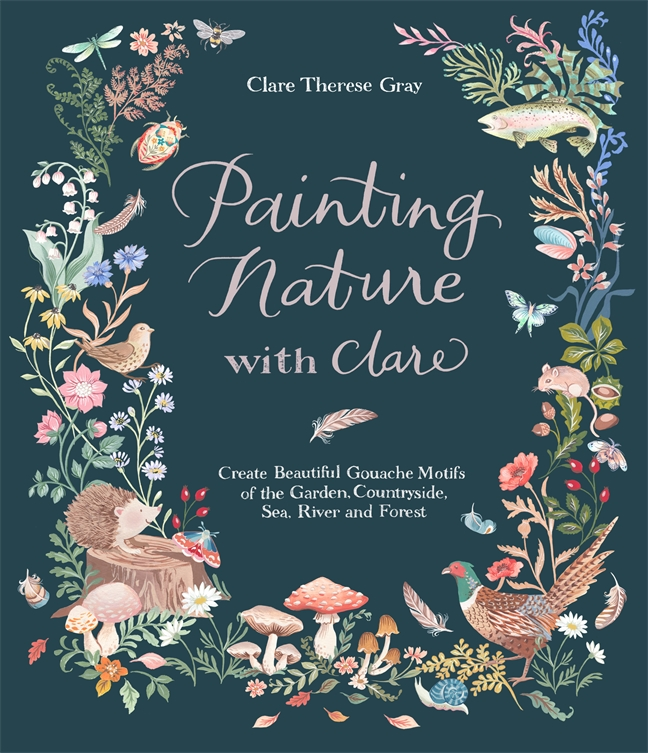 Clare Therese Gray
Painting
Nature
with Clare
Create Beautiful Gouache Motifs
of the Garden, Countryside,
Sea, River and Forest